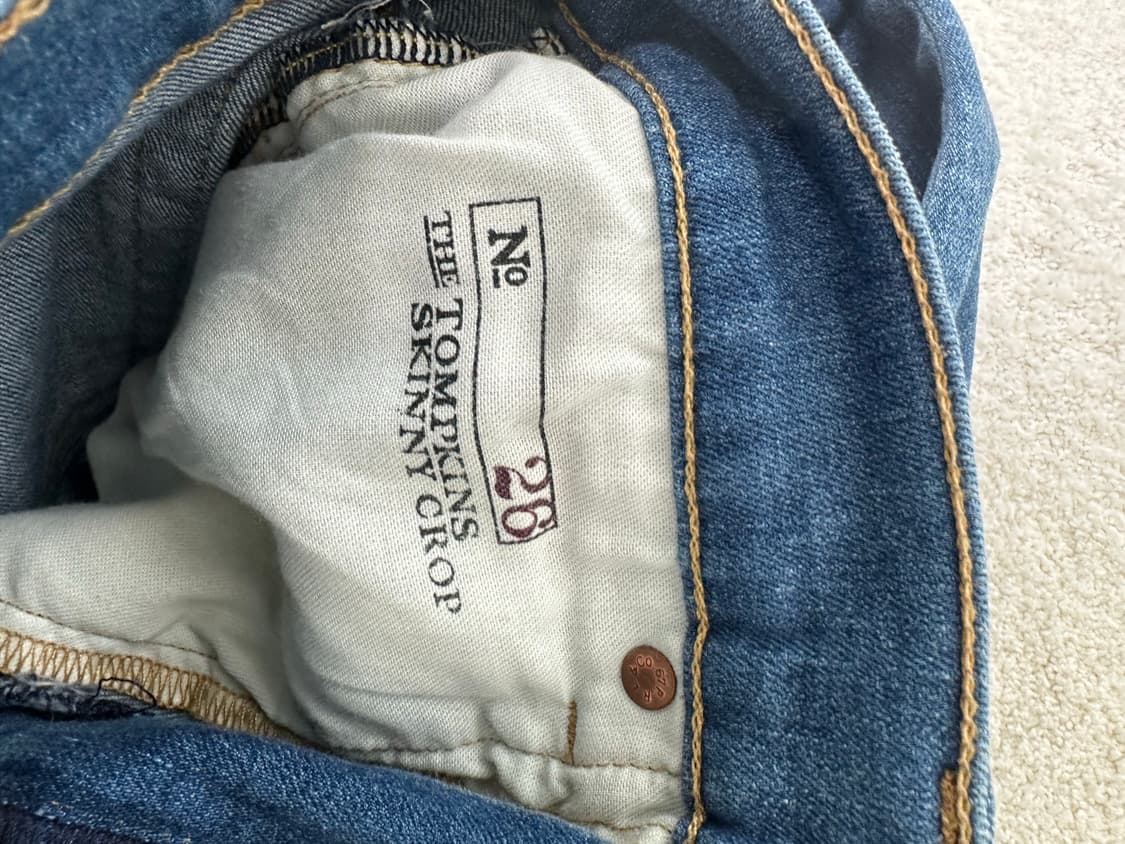 Nº 26
THE TOMPKINS
SKINNY CROP